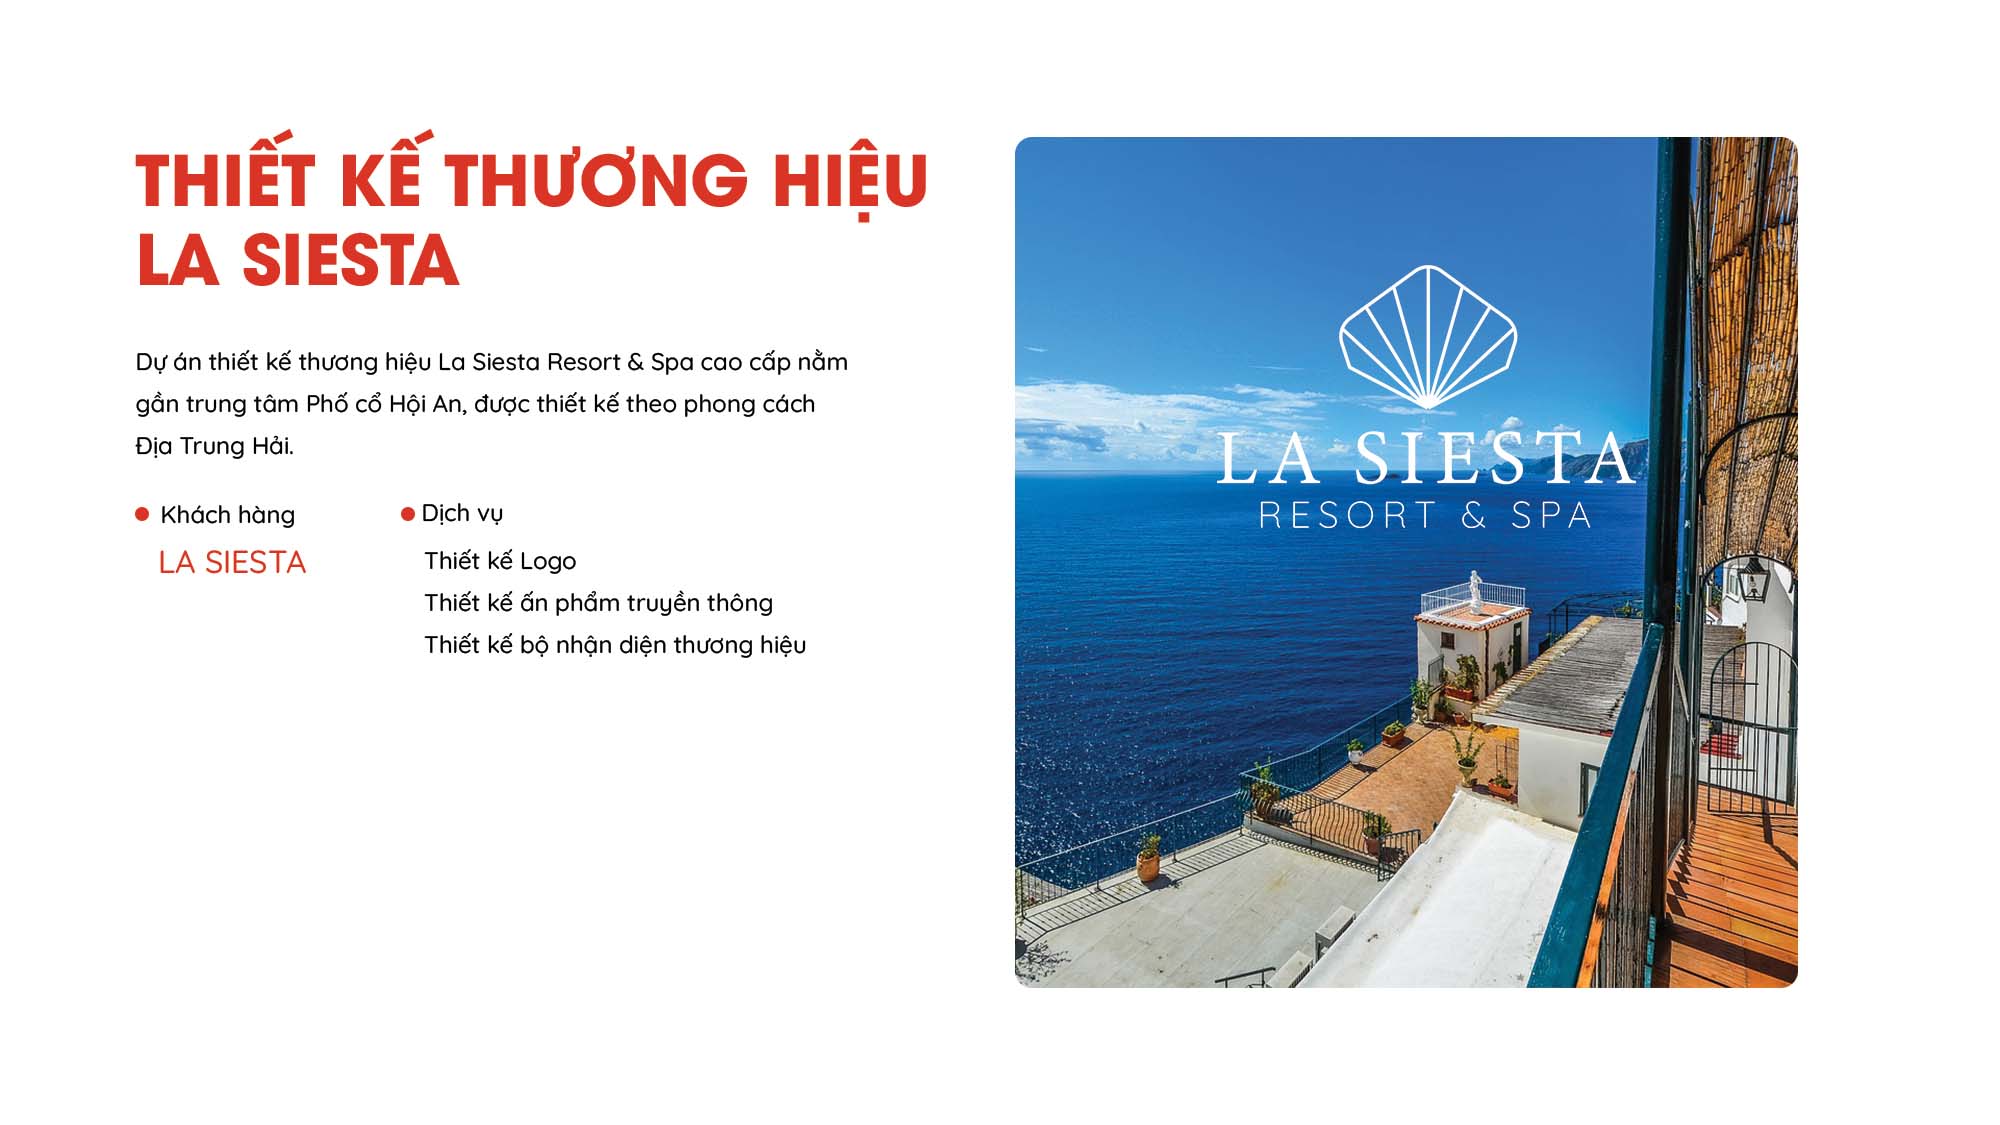 THIẾT KẾ THƯƠNG HIỆU
LA SIESTA
Dự án thiết kế thương hiệu La Siesta Resort & Spa cao cấp nằm
gần trung tâm Phố cổ Hội An, được thiết kế theo phong cách
Địa Trung Hải.
Khách hàng
LA SIESTA
Dịch vụ
Thiết kế Logo
Thiết kế ấn phẩm truyền thông
Thiết kế bộ nhận diện thương hiệu
LA SIESTA
RESORT & SPA